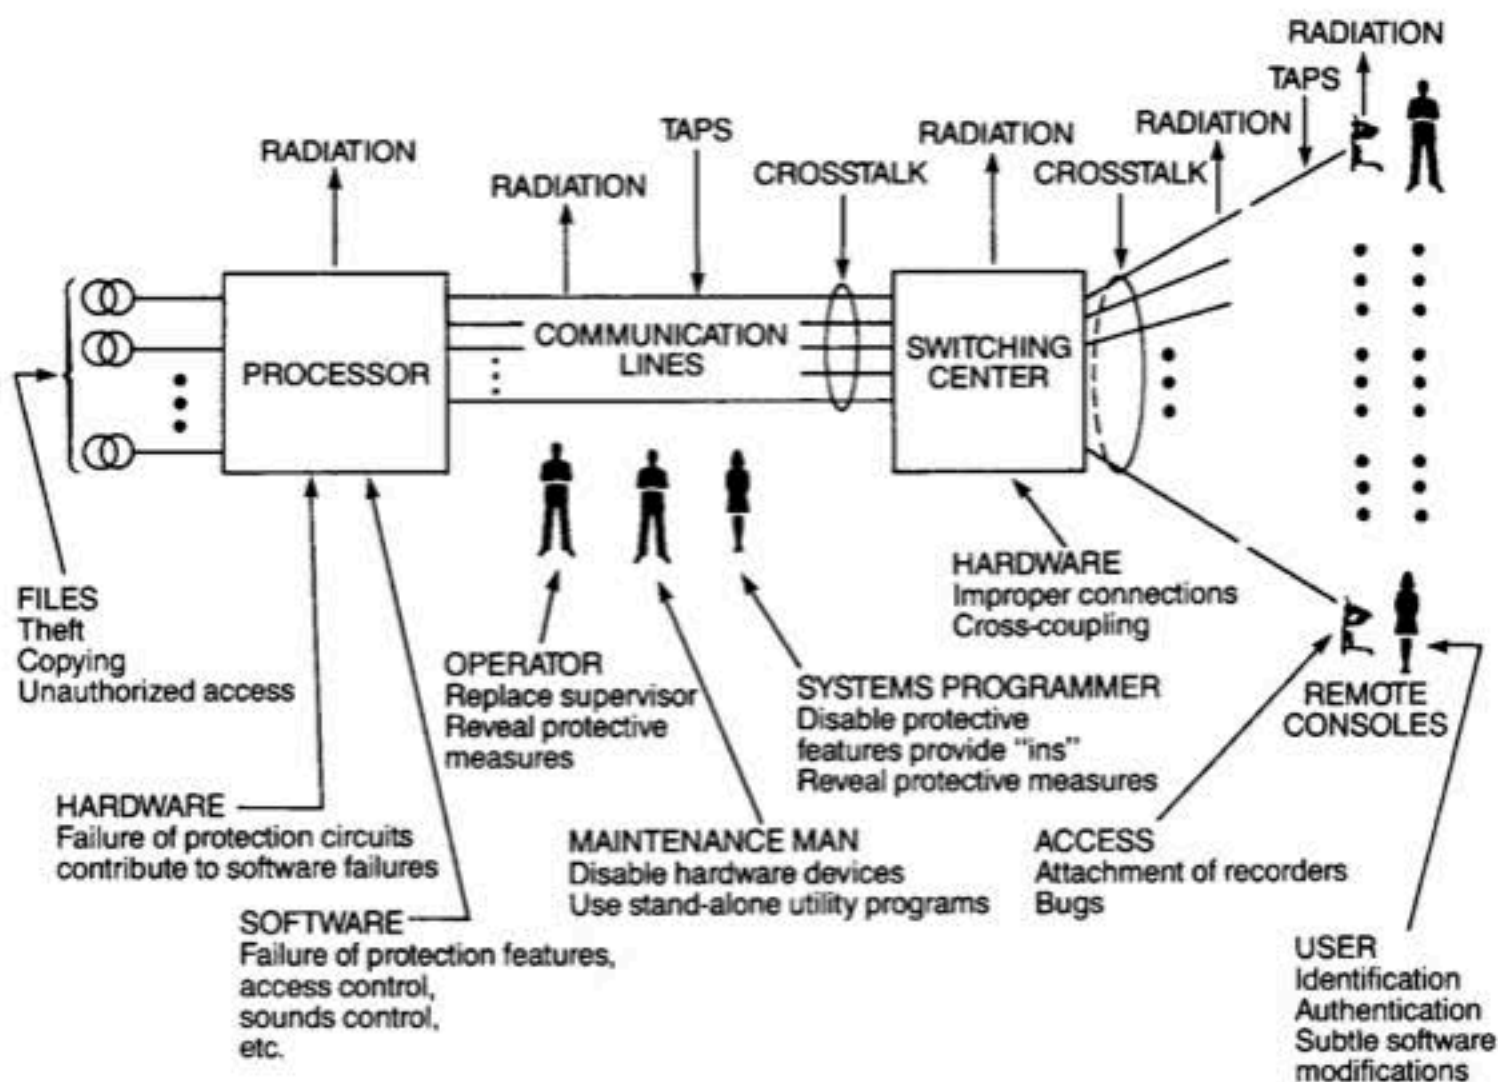 RADIATION
TAPS
RADIATION
TAPS
RADIATION
RADIATION
CROSSTALK
RADIATION
CROSSTALK
RADIATION
PROCESSOR
COMMUNICATION
LINES
SWITCHING
CENTER
FILES
Theft
Copying
Unauthorized access
HARDWARE
Failure of protection circuits
contribute to software failures
SOFTWARE
Failure of protection features,
access control,
sounds control,
etc.
OPERATOR
Replace supervisor
Reveal protective
measures
MAINTENANCE MAN
Disable hardware devices
Use stand-alone utility programs
SYSTEMS PROGRAMMER
Disable protective
features provide "ins"
Reveal protective measures
HARDWARE
Improper connections
Cross-coupling
ACCESS
Attachment of recorders
Bugs
REMOTE
CONSOLES
USER
Identification
Authentication
Subtle software
modifications